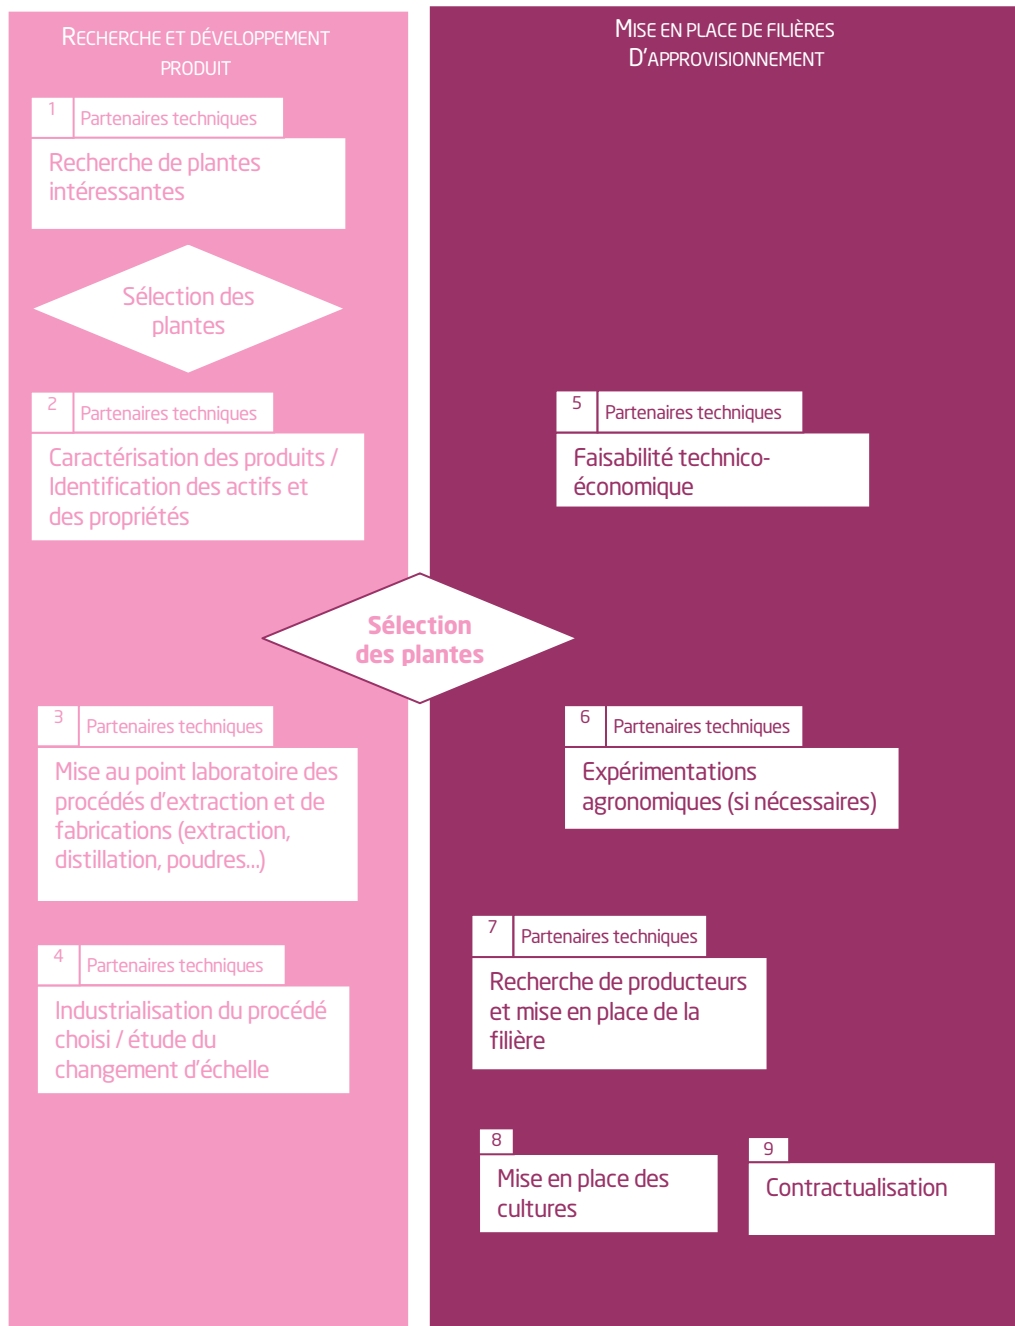 RECHERCHE ET DÉVELOPPEMENT
PRODUIT
1
Partenaires techniques
Recherche de plantes
intéressantes
Sélection des
plantes
2
Partenaires techniques
Caractérisation des produits /
Identification des actifs et
des propriétés
MISE EN PLACE DE FILIÈRES
D'APPROVISIONNEMENT
5
Partenaires techniques
Faisabilité technico-
économique
Sélection
des plantes
3
Partenaires techniques
Mise au point laboratoire des
procédés d'extraction et de
fabrications (extraction,
distillation, poudres...)
4
Partenaires techniques
Industrialisation du procédé
choisi / étude du
changement d'échelle
6
Partenaires techniques
Expérimentations
agronomiques (si nécessaires)
7
Partenaires techniques
Recherche de producteurs
et mise en place de la
filière
8
Mise en place des
cultures
9
Contractualisation